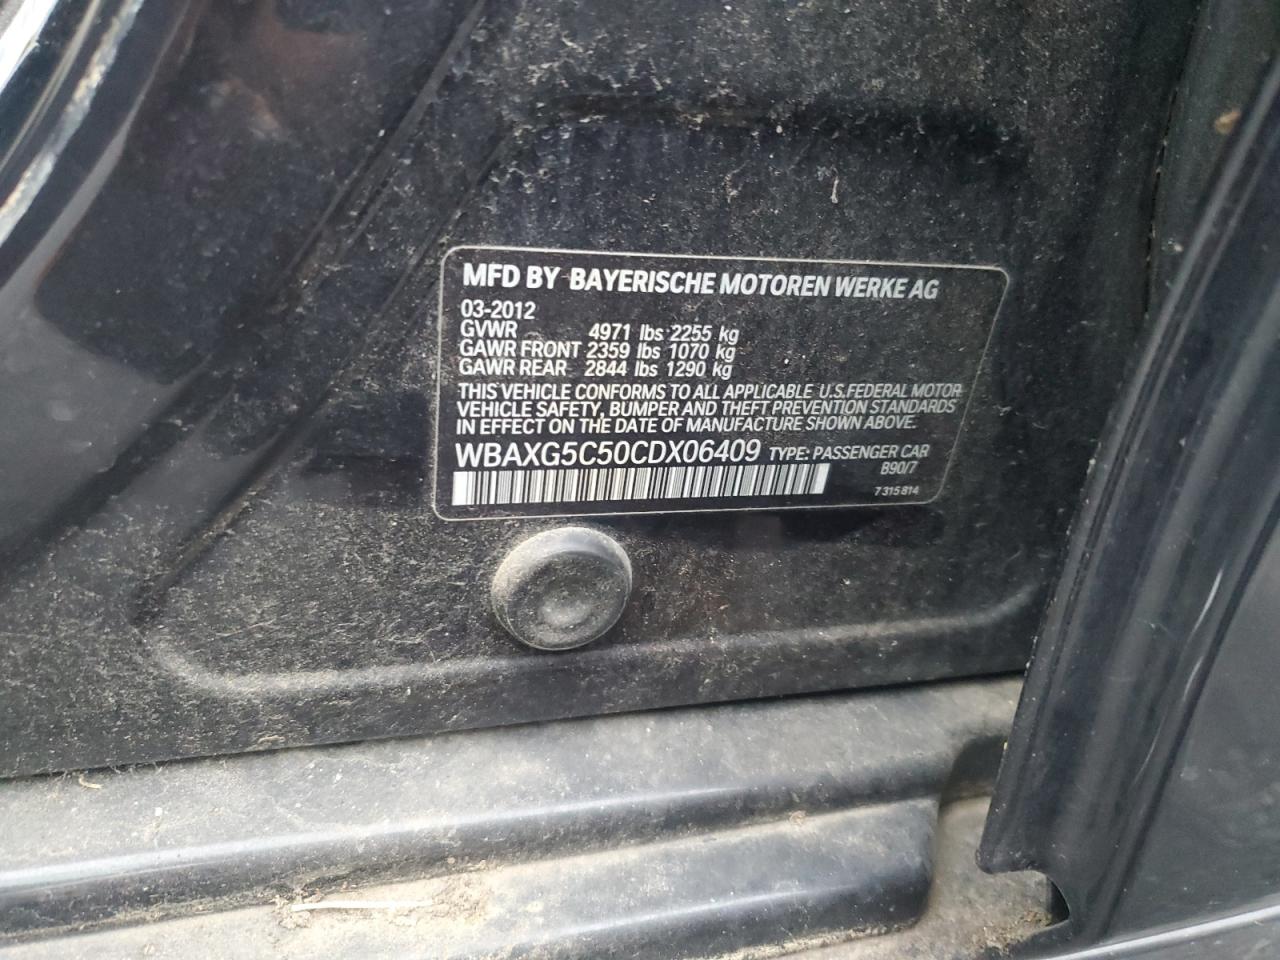 MFD BY BAYERISCHE MOTOREN WERKE AG
03-2012
GVWR 4971 lbs 2255 kg
GAWR FRONT 2359 lbs 1070 kg
GAWR REAR 2844 lbs 1290 kg
THIS VEHICLE CONFORMS TO ALL APPLICABLE U.S. FEDERAL MOTOR
VEHICLE SAFETY, BUMPER AND THEFT PREVENTION STANDARDS
IN EFFECT ON THE DATE OF MANUFACTURE SHOWN ABOVE.
WBAXG5C50CDX06409 TYPE: PASSENGER CAR
B90/7
7 315 814